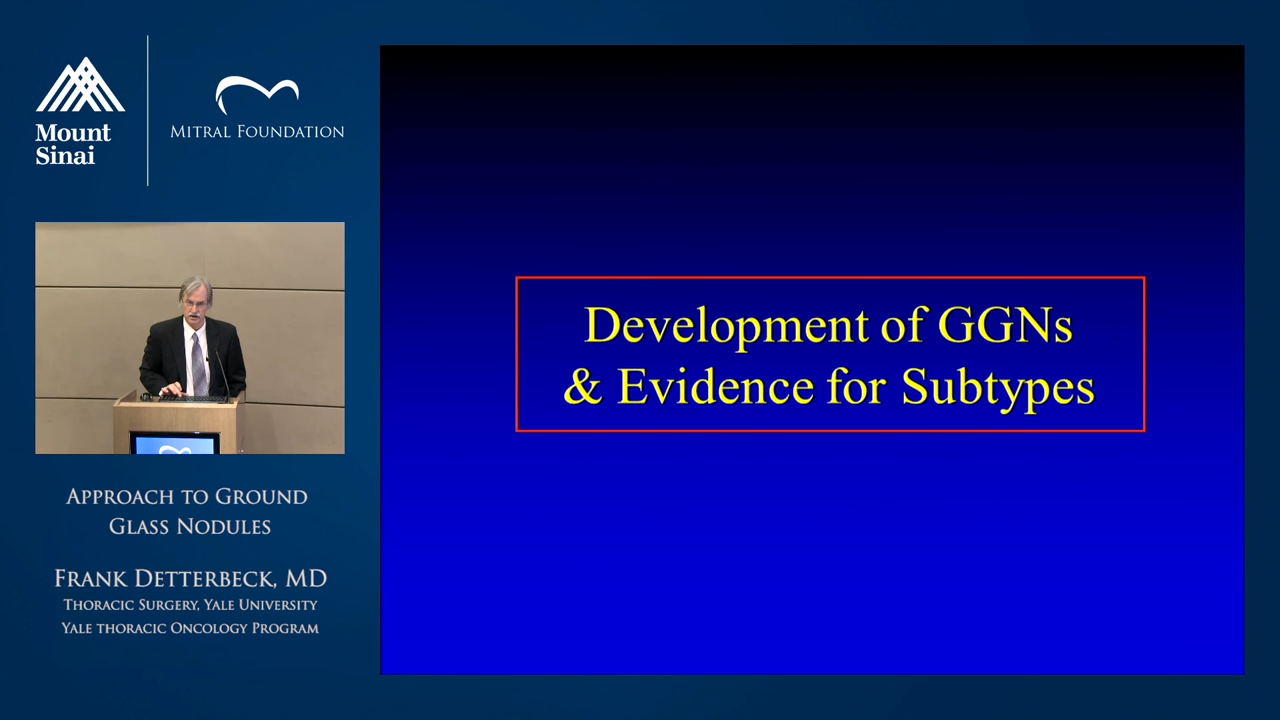 Mount
Sinai
MITRAL FOUNDATION
Development of GGNs
& Evidence for Subtypes
APPROACH TO GROUND
GLASS NODULES
FRANK DETTERBECK, MD
THORACIC SURGERY, YALE UNIVERSITY
YALE THORACIC ONCOLOGY PROGRAM